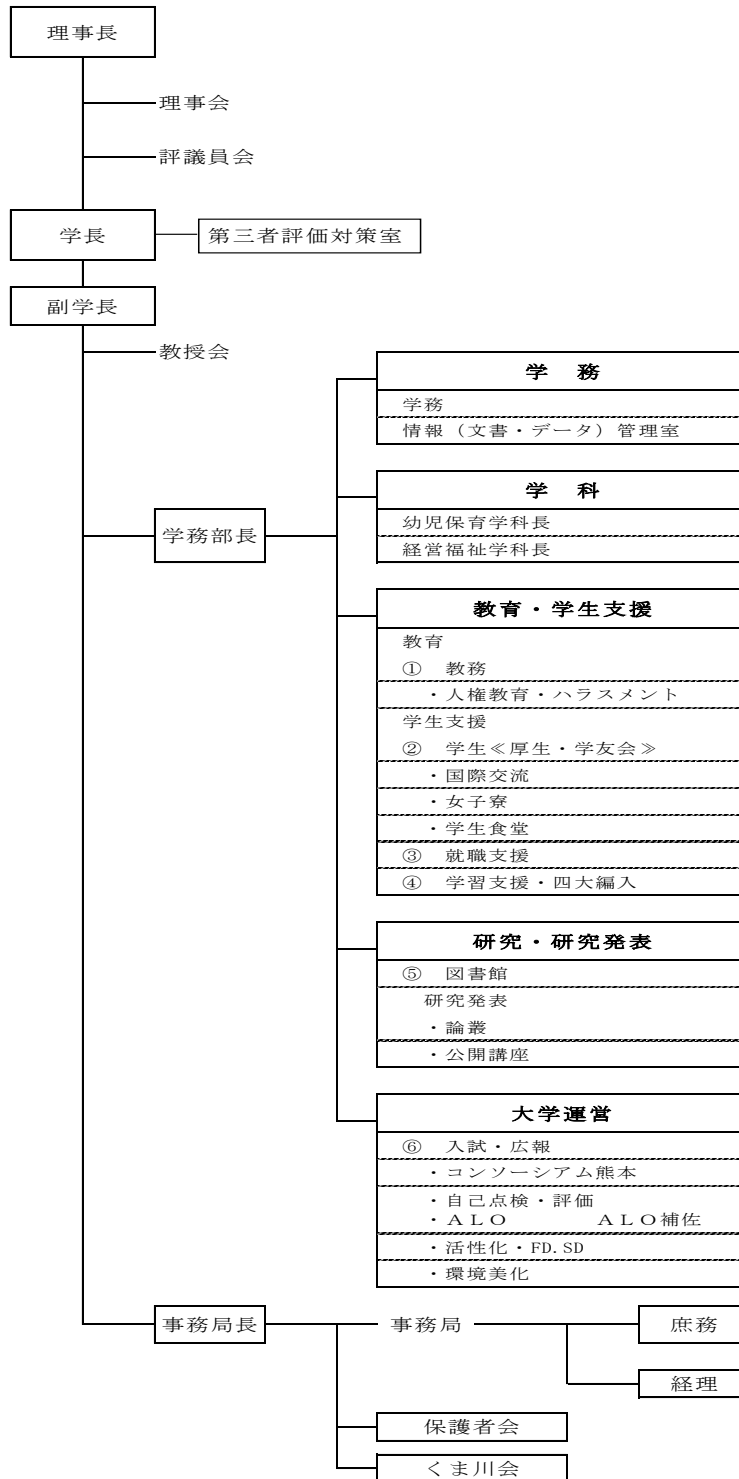 理事長
理事会
評議員会
学長
第三者評価対策室
副学長
教授会
学　務
学務
情報（文書・データ）管理室
学務部長
学　科
幼児保育学科長
経営福祉学科長
教育・学生支援
教育
①　教務
・人権教育・ハラスメント
学生支援
②　学生≪厚生・学友会≫
・国際交流
・女子寮
・学生食堂
③　就職支援
④　学習支援・四大編入
研究・研究発表
⑤　図書館
研究発表
・論叢
・公開講座
大学運営
⑥　入試・広報
・コンソーシアム熊本
・自己点検・評価
・ＡＬＯ　　　ＡＬＯ補佐
・活性化・FD.SD
・環境美化
事務局長
事務局
庶務
経理
保護者会
くま川会